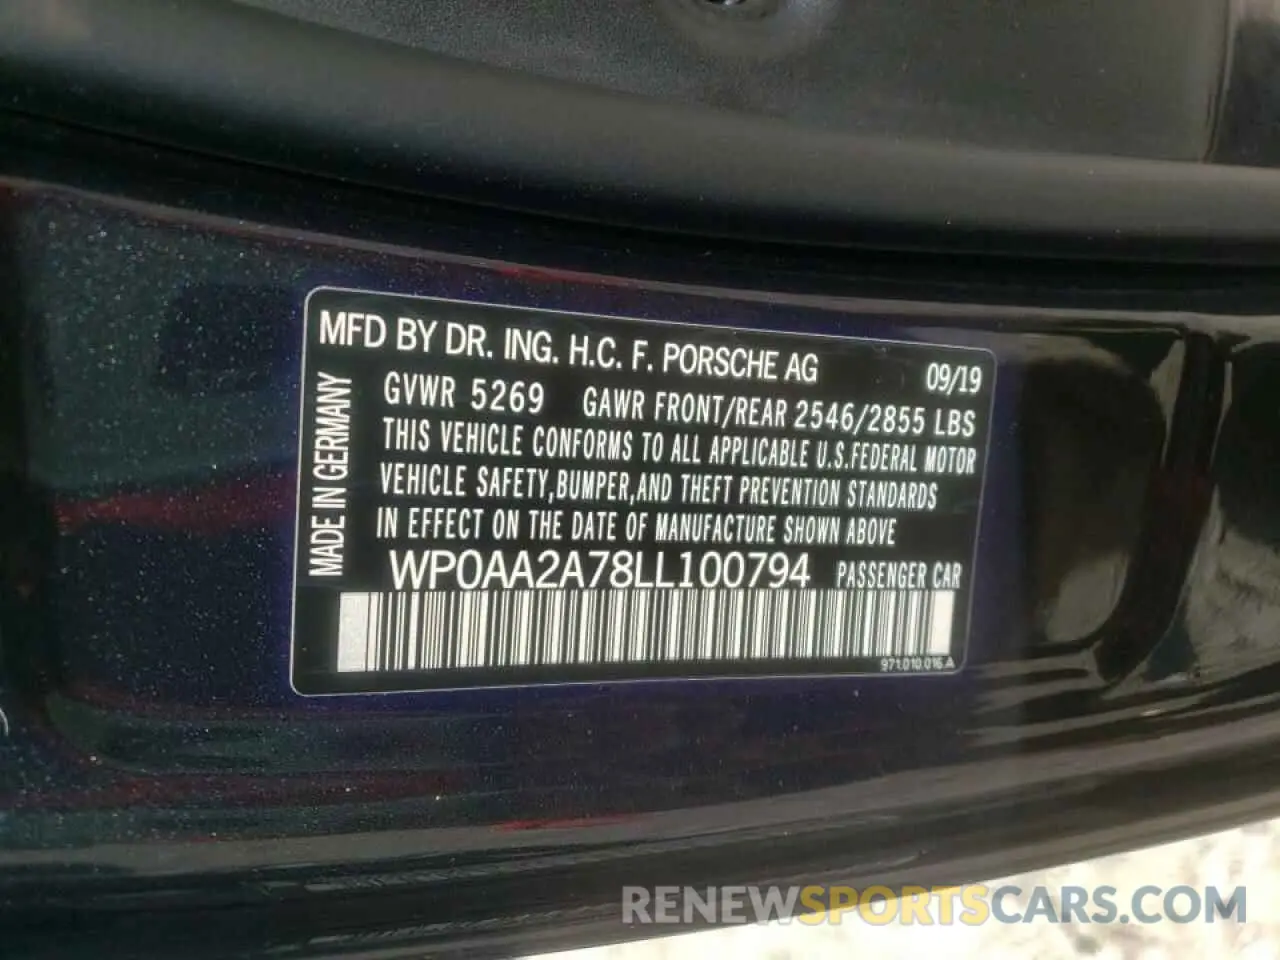 MFD BY DR. ING. H.C. F. PORSCHE AG 09/19
GVWR 5269 GAWR FRONT/REAR 2546/2855 LBS
THIS VEHICLE CONFORMS TO ALL APPLICABLE U.S.FEDERAL MOTOR
VEHICLE SAFETY,BUMPER,AND THEFT PREVENTION STANDARDS
IN EFFECT ON THE DATE OF MANUFACTURE SHOWN ABOVE
MADE IN GERMANY
WP0AA2A78LL100794 PASSENGER CAR
971.010.016.A
RENEWSPORTSCARS.COM